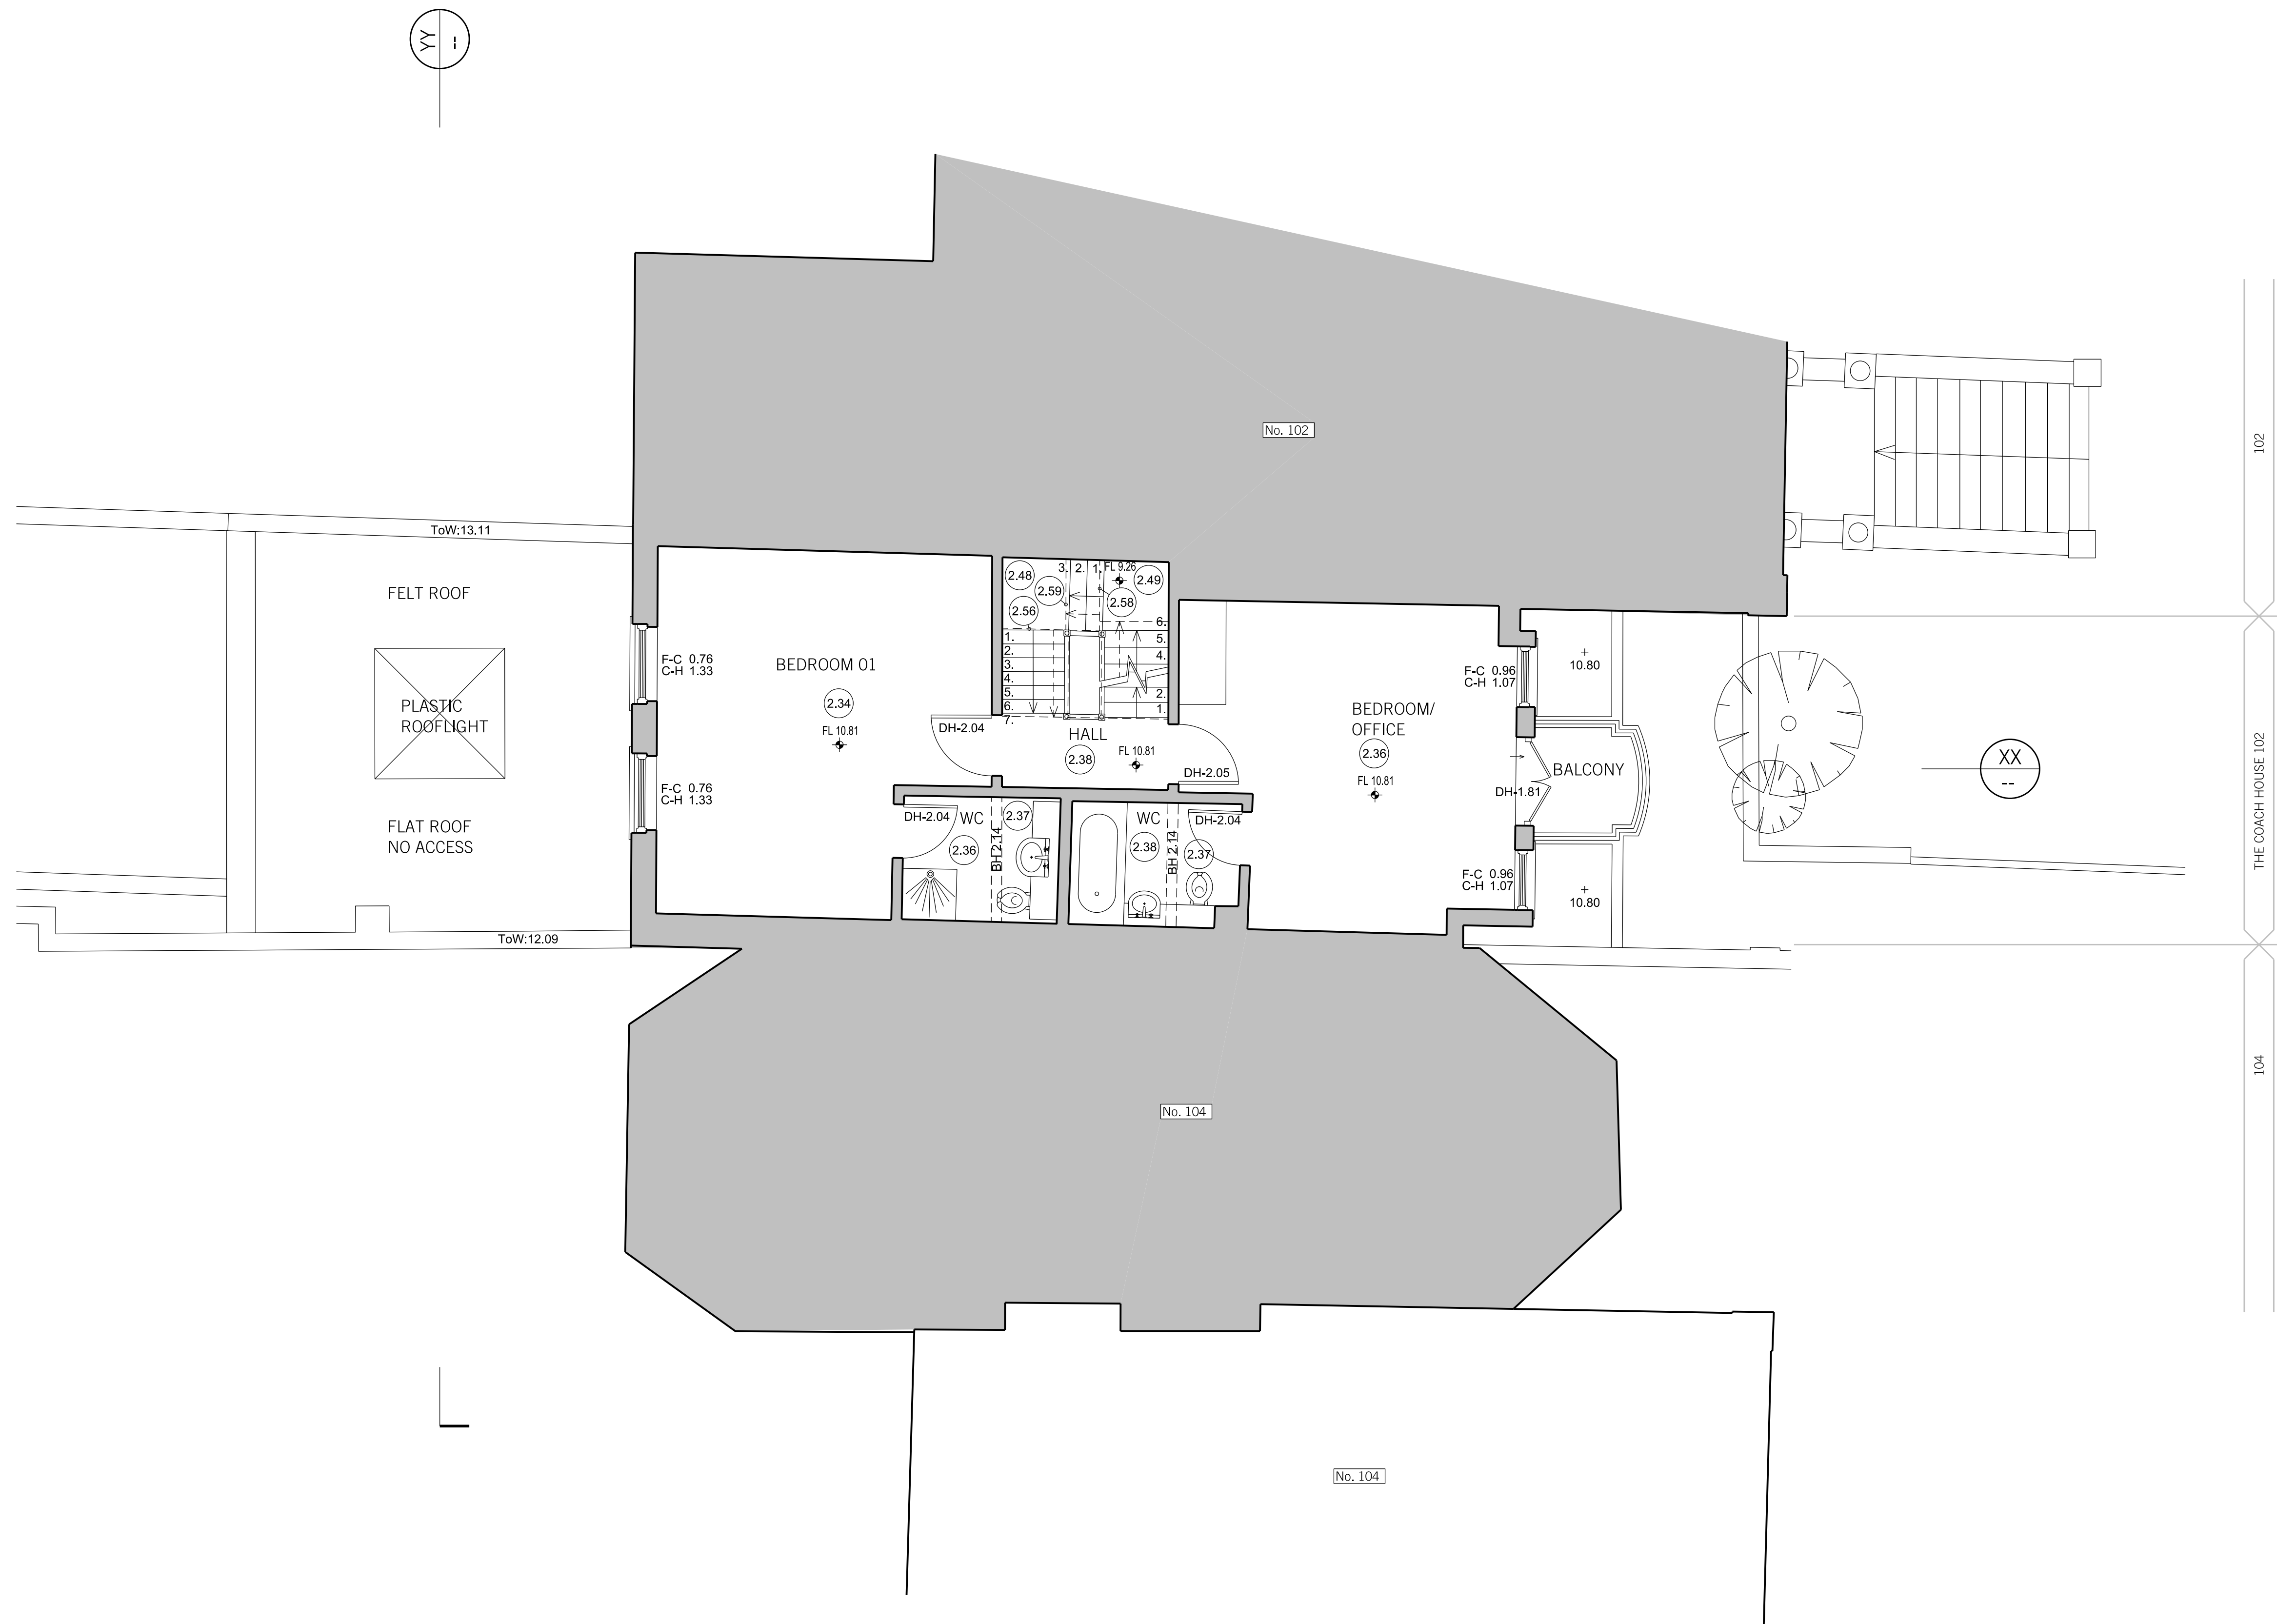 YY
--
No. 102
102
ToW:13.11
FELT ROOF
PLASTIC
ROOFLIGHT
FLAT ROOF
NO ACCESS
ToW:12.09
F-C 0.76
C-H 1.33
F-C 0.76
C-H 1.33
BEDROOM 01
2.34
FL 10.81
DH-2.04
2.48
2.59
2.56
3.
2.
1.
FL 9.26
2.49
2.58
6.
5.
4.
2.
1.
1.
2.
3.
4.
5.
6.
7.
HALL
2.38
FL 10.81
DH-2.05
DH-2.04
WC
2.37
2.36
BH 2.14
WC
2.38
BH 2.14
DH-2.04
2.37
BEDROOM/
OFFICE
2.36
FL 10.81
F-C 0.96
C-H 1.07
DH-1.81
F-C 0.96
C-H 1.07
10.80
BALCONY
10.80
XX
--
THE COACH HOUSE 102
104
No. 104
No. 104